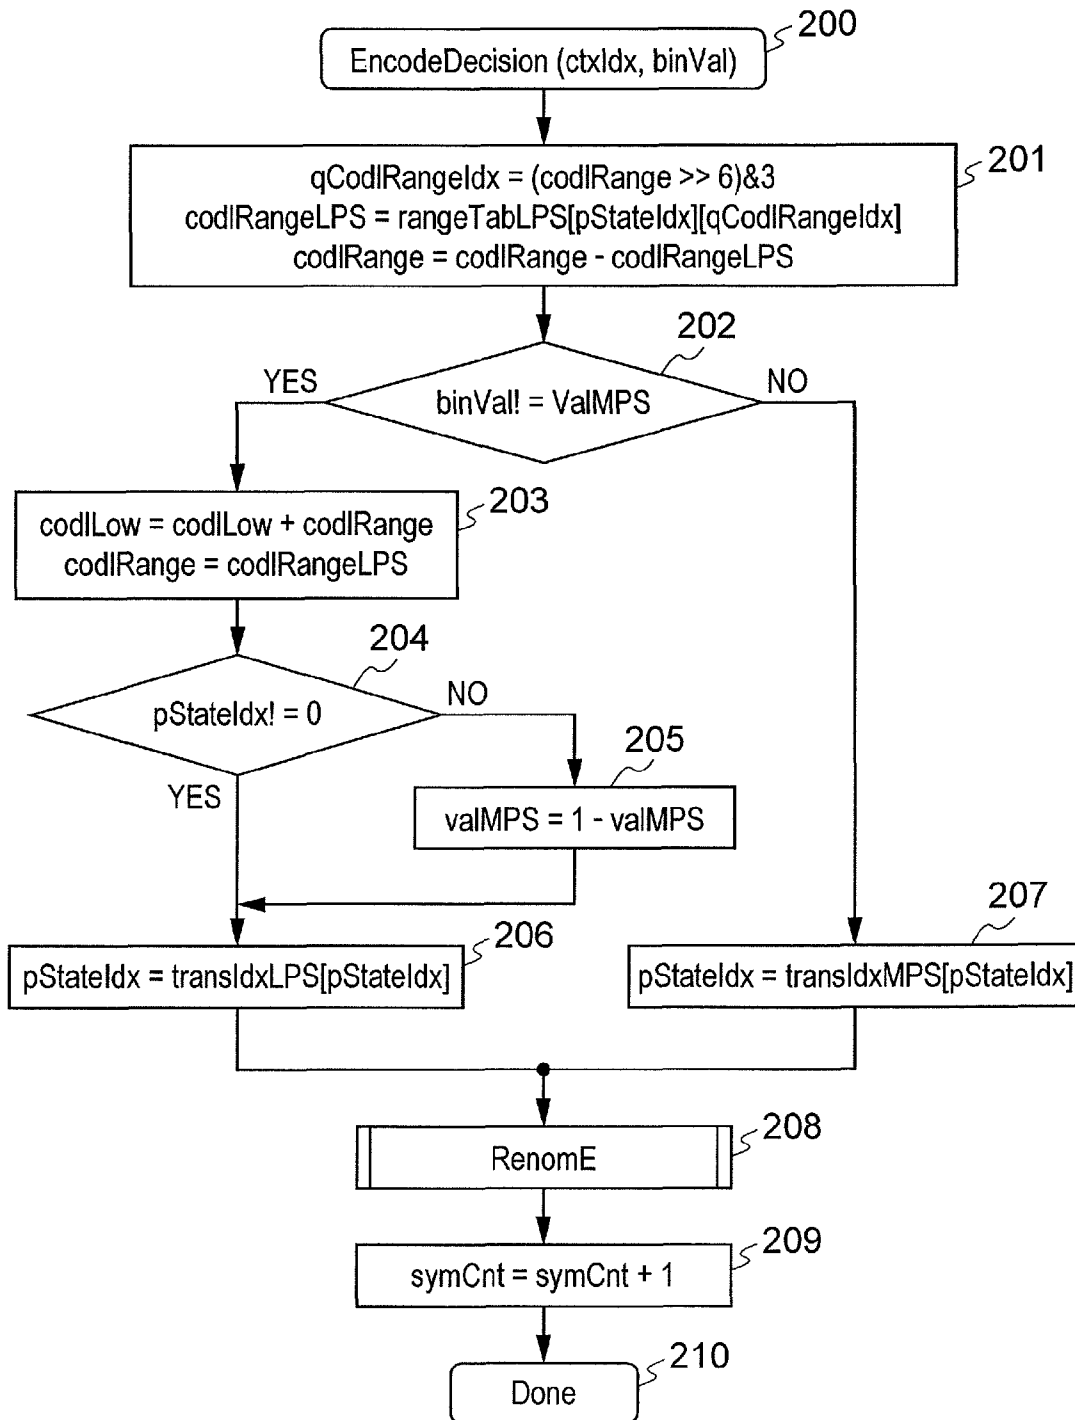 200
EncodeDecision (ctxIdx, binVal)
201
qCodIRangeIdx = (codIRange >> 6)&3
codIRangeLPS = rangeTabLPS[pStateIdx][qCodIRangeIdx]
codIRange = codIRange - codIRangeLPS
202
YES
NO
binVal! = ValMPS
203
codILow = codILow + codIRange
codIRange = codIRangeLPS
204
NO
pStateIdx! = 0
205
YES
valMPS = 1 - valMPS
207
206
pStateIdx = transIdxLPS[pStateIdx]
pStateIdx = transIdxMPS[pStateIdx]
208
RenomE
209
symCnt = symCnt + 1
210
Done